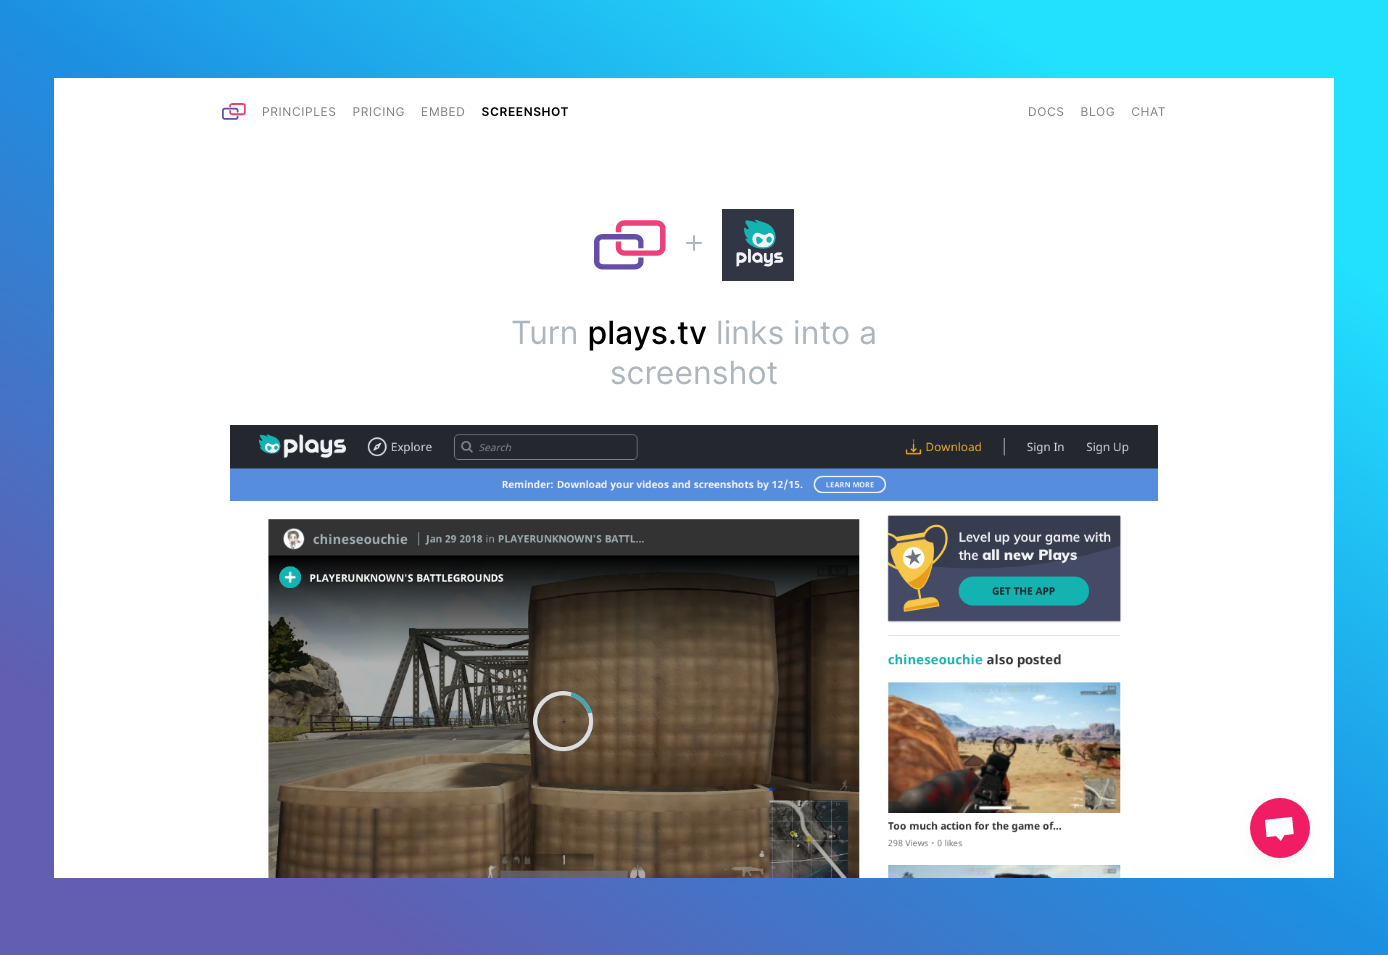 PRINCIPLES PRICING EMBED SCREENSHOT DOCS BLOG CHAT
+
plays
Turn plays.tv links into a
screenshot
plays Explore Search Download Sign In Sign Up
Reminder: Download your videos and screenshots by 12/15. LEARN MORE
chineseouchie | Jan 29 2018 in PLAYERUNKNOWN'S BATTL...
PLAYERUNKNOWN'S BATTLEGROUNDS
Level up your game with
the all new Plays
GET THE APP
chineseouchie also posted
Too much action for the game of...
298 Views • 0 likes